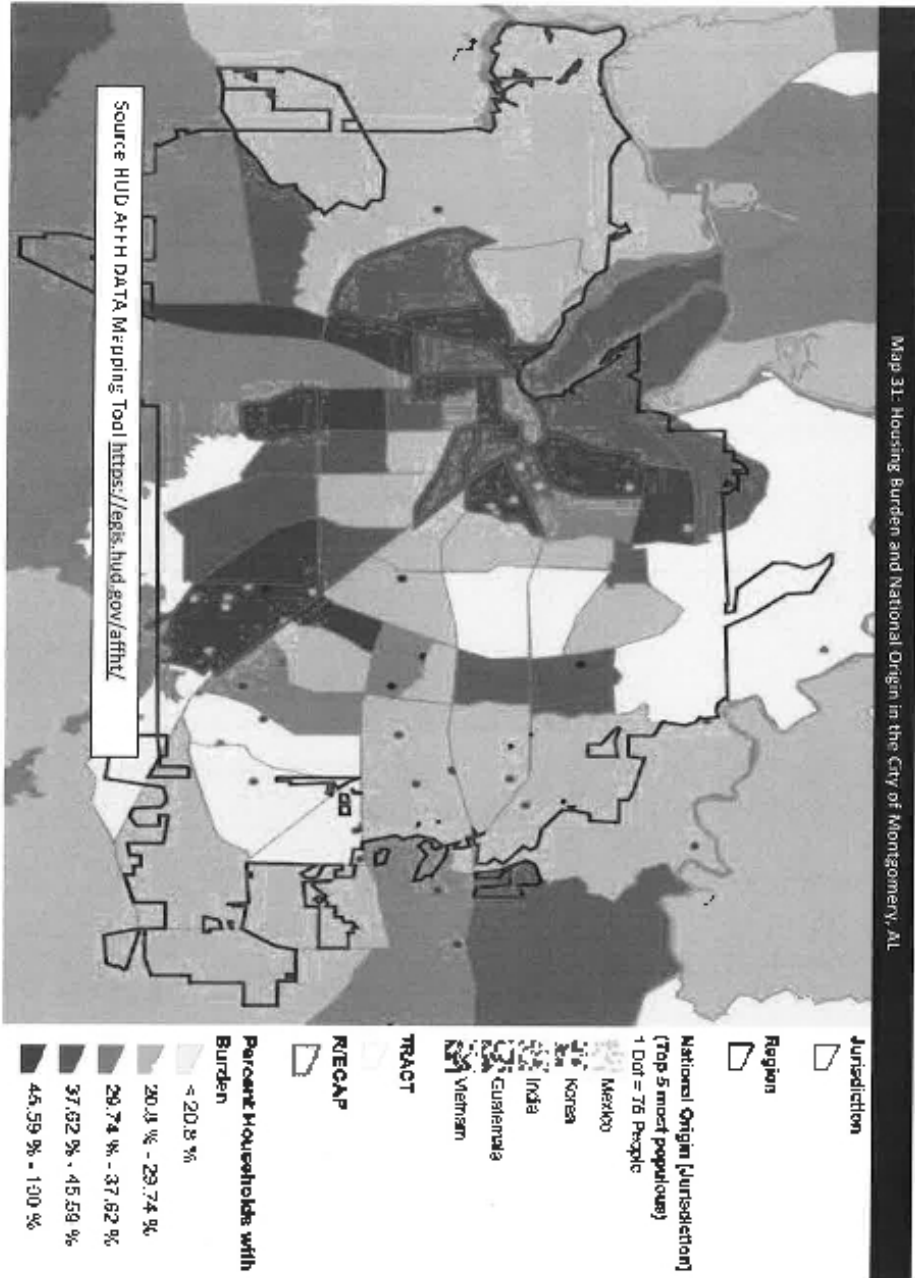 Map 31: Housing Burden and National Origin in the City of Montgomery, AL
Jurisdiction
Region
National Origin [Jurisdiction]
(Top 5 most populous)
1 Dot = 75 People
Mexico
Korea
India
Guatemala
Vietnam
TRACT
R/ECAP
Percent Households with
Burden
< 20.8 %
20.8 % - 29.74 %
29.74 % - 37.62 %
37.62 % - 45.59 %
45.59 % - 100 %
Source HUD AFFH DATA Mapping Tool https://egis.hud.gov/affht/